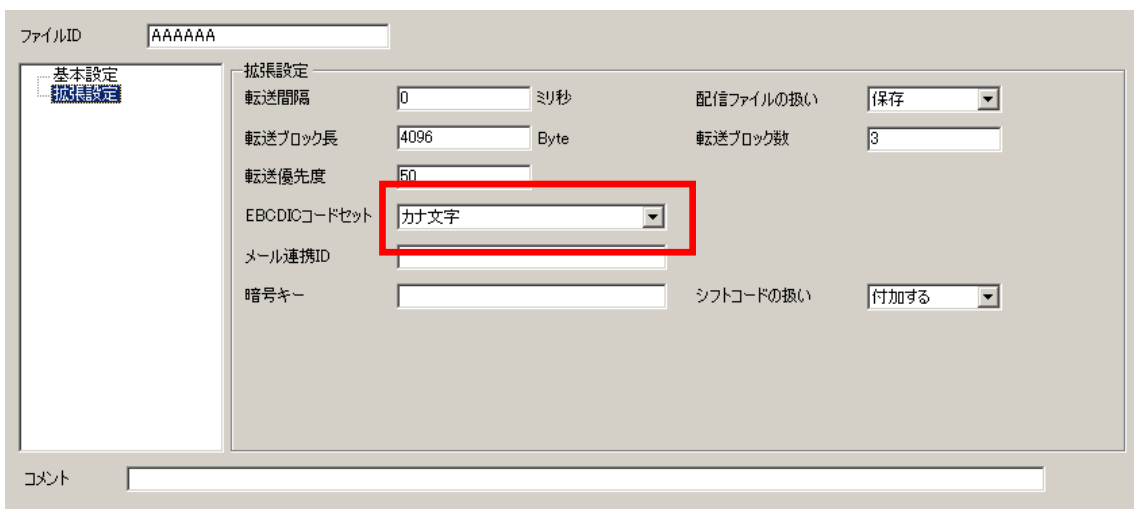 ファイルID AAAAAA
基本設定
拡張設定
拡張設定
転送間隔 0 ミリ秒 配信ファイルの扱い 保存
転送ブロック長 4096 Byte 転送ブロック数 3
転送優先度 50
EBCDICコードセット カナ文字
メール連携ID
暗号キー シフトコードの扱い 付加する
コメント